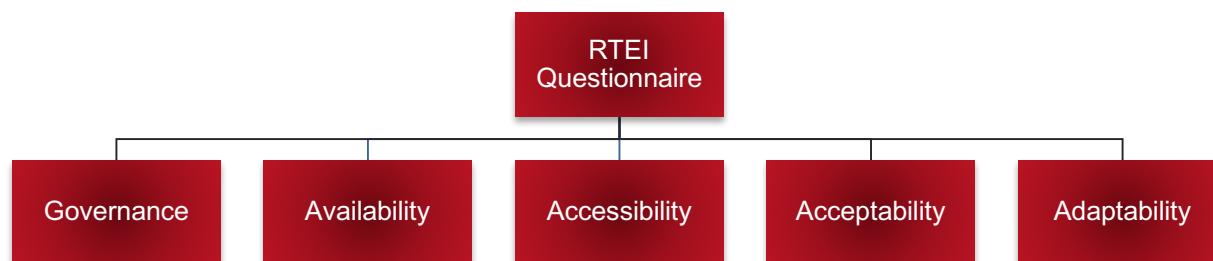 RTEI
Questionnaire
Governance
Availability
Accessibility
Acceptability
Adaptability